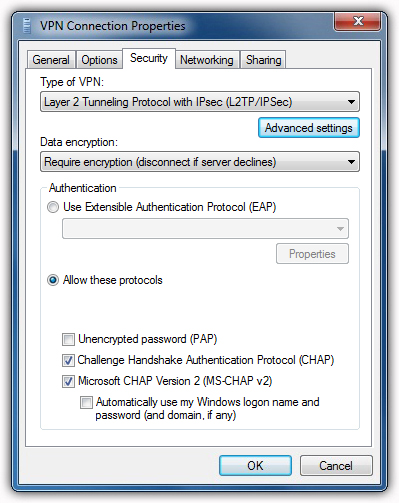 VPN Connection Properties
General Options Security Networking Sharing
Type of VPN:
Layer 2 Tunneling Protocol with IPsec (L2TP/IPSec)
Advanced settings
Data encryption:
Require encryption (disconnect if server declines)
Authentication
Use Extensible Authentication Protocol (EAP)
Properties
Allow these protocols
Unencrypted password (PAP)
Challenge Handshake Authentication Protocol (CHAP)
Microsoft CHAP Version 2 (MS-CHAP v2)
Automatically use my Windows logon name and
password (and domain, if any)
OK Cancel